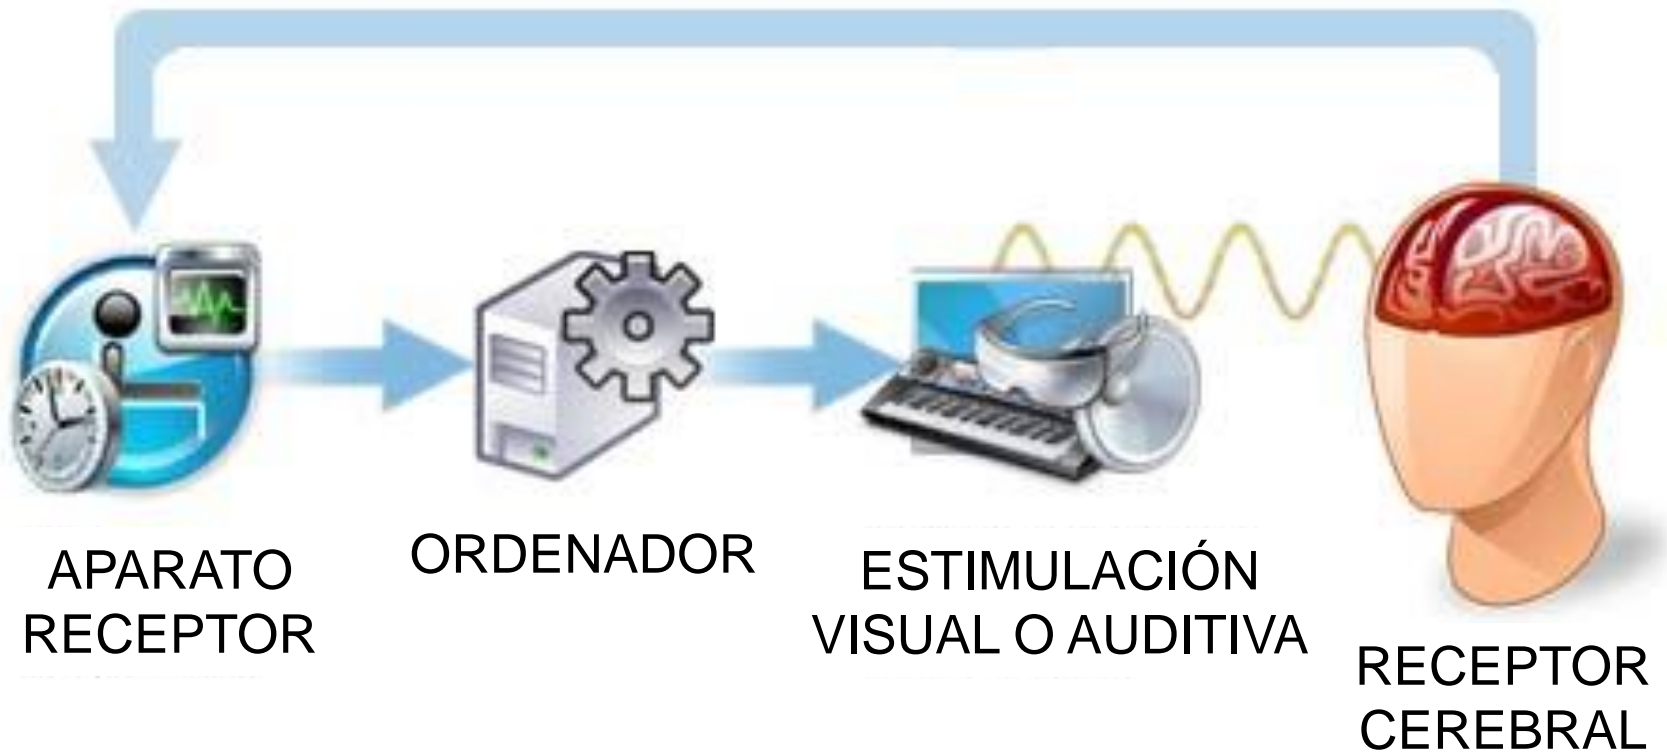 APARATO
RECEPTOR
ORDENADOR
ESTIMULACIÓN
VISUAL O AUDITIVA
RECEPTOR
CEREBRAL